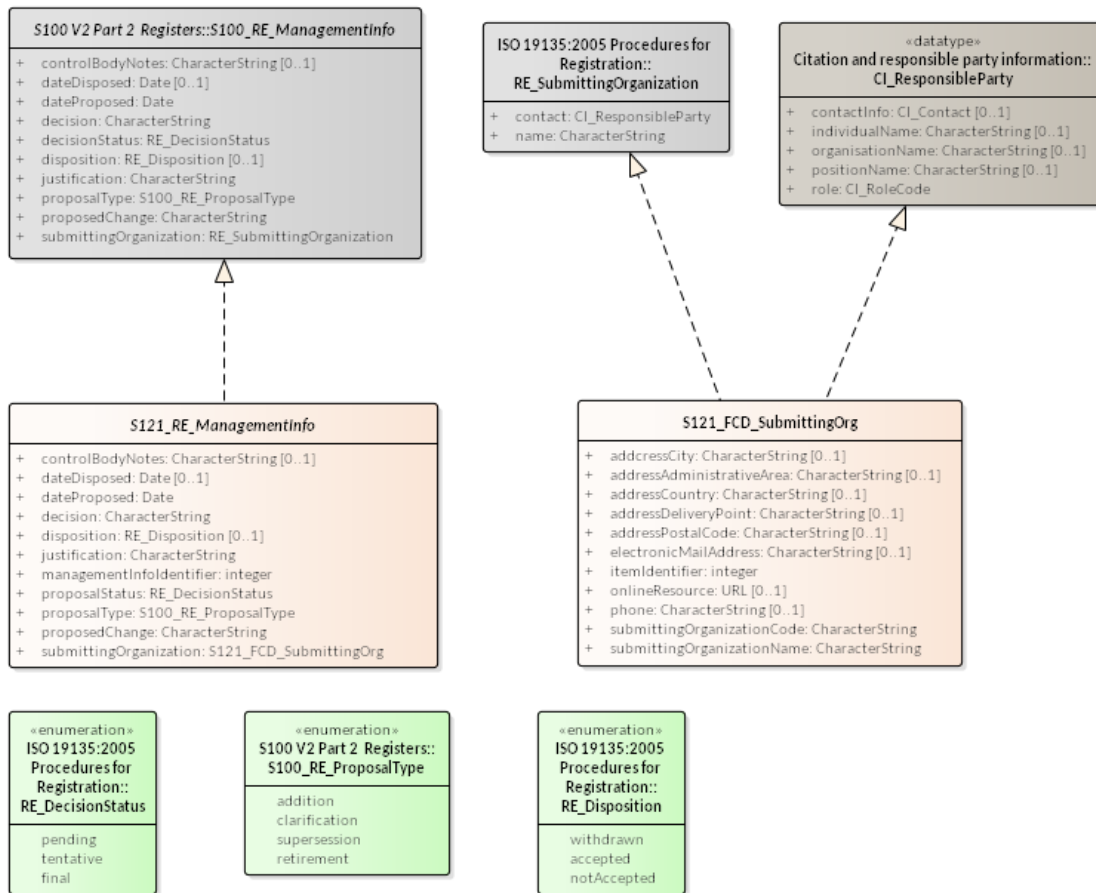 S100 V2 Part 2 Registers::S100_RE_ManagementInfo
+ controlBodyNotes: CharacterString [0..1]
+ dateDisposed: Date [0..1]
+ dateProposed: Date
+ decision: CharacterString
+ decisionStatus: RE_DecisionStatus
+ disposition: RE_Disposition [0..1]
+ justification: CharacterString
+ proposalType: S100_RE_ProposalType
+ proposedChange: CharacterString
+ submittingOrganization: RE_SubmittingOrganization
ISO 19135:2005 Procedures for
Registration::
RE_SubmittingOrganization
+ contact: CI_ResponsibleParty
+ name: CharacterString
«datatype»
Citation and responsible party information::
CI_ResponsibleParty
+ contactInfo: CI_Contact [0..1]
+ individualName: CharacterString [0..1]
+ organisationName: CharacterString [0..1]
+ positionName: CharacterString [0..1]
+ role: CI_RoleCode
S121_RE_ManagementInfo
+ controlBodyNotes: CharacterString [0..1]
+ dateDisposed: Date [0..1]
+ dateProposed: Date
+ decision: CharacterString
+ disposition: RE_Disposition [0..1]
+ justification: CharacterString
+ managementInfoIdentifier: integer
+ proposalStatus: RE_DecisionStatus
+ proposalType: S100_RE_ProposalType
+ proposedChange: CharacterString
+ submittingOrganization: S121_FCD_SubmittingOrg
S121_FCD_SubmittingOrg
+ addcressCity: CharacterString [0..1]
+ addressAdministrativeArea: CharacterString [0..1]
+ addressCountry: CharacterString [0..1]
+ addressDeliveryPoint: CharacterString [0..1]
+ addressPostalCode: CharacterString [0..1]
+ electronicMailAddress: CharacterString [0..1]
+ itemIdentifier: integer
+ onlineResource: URL [0..1]
+ phone: CharacterString [0..1]
+ submittingOrganizationCode: CharacterString
+ submittingOrganizationName: CharacterString
«enumeration»
ISO 19135:2005
Procedures for
Registration::
RE_DecisionStatus
pending
tentative
final
«enumeration»
S100 V2 Part 2 Registers::
S100_RE_ProposalType
addition
clarification
supersession
retirement
«enumeration»
ISO 19135:2005
Procedures for
Registration::
RE_Disposition
withdrawn
accepted
notAccepted